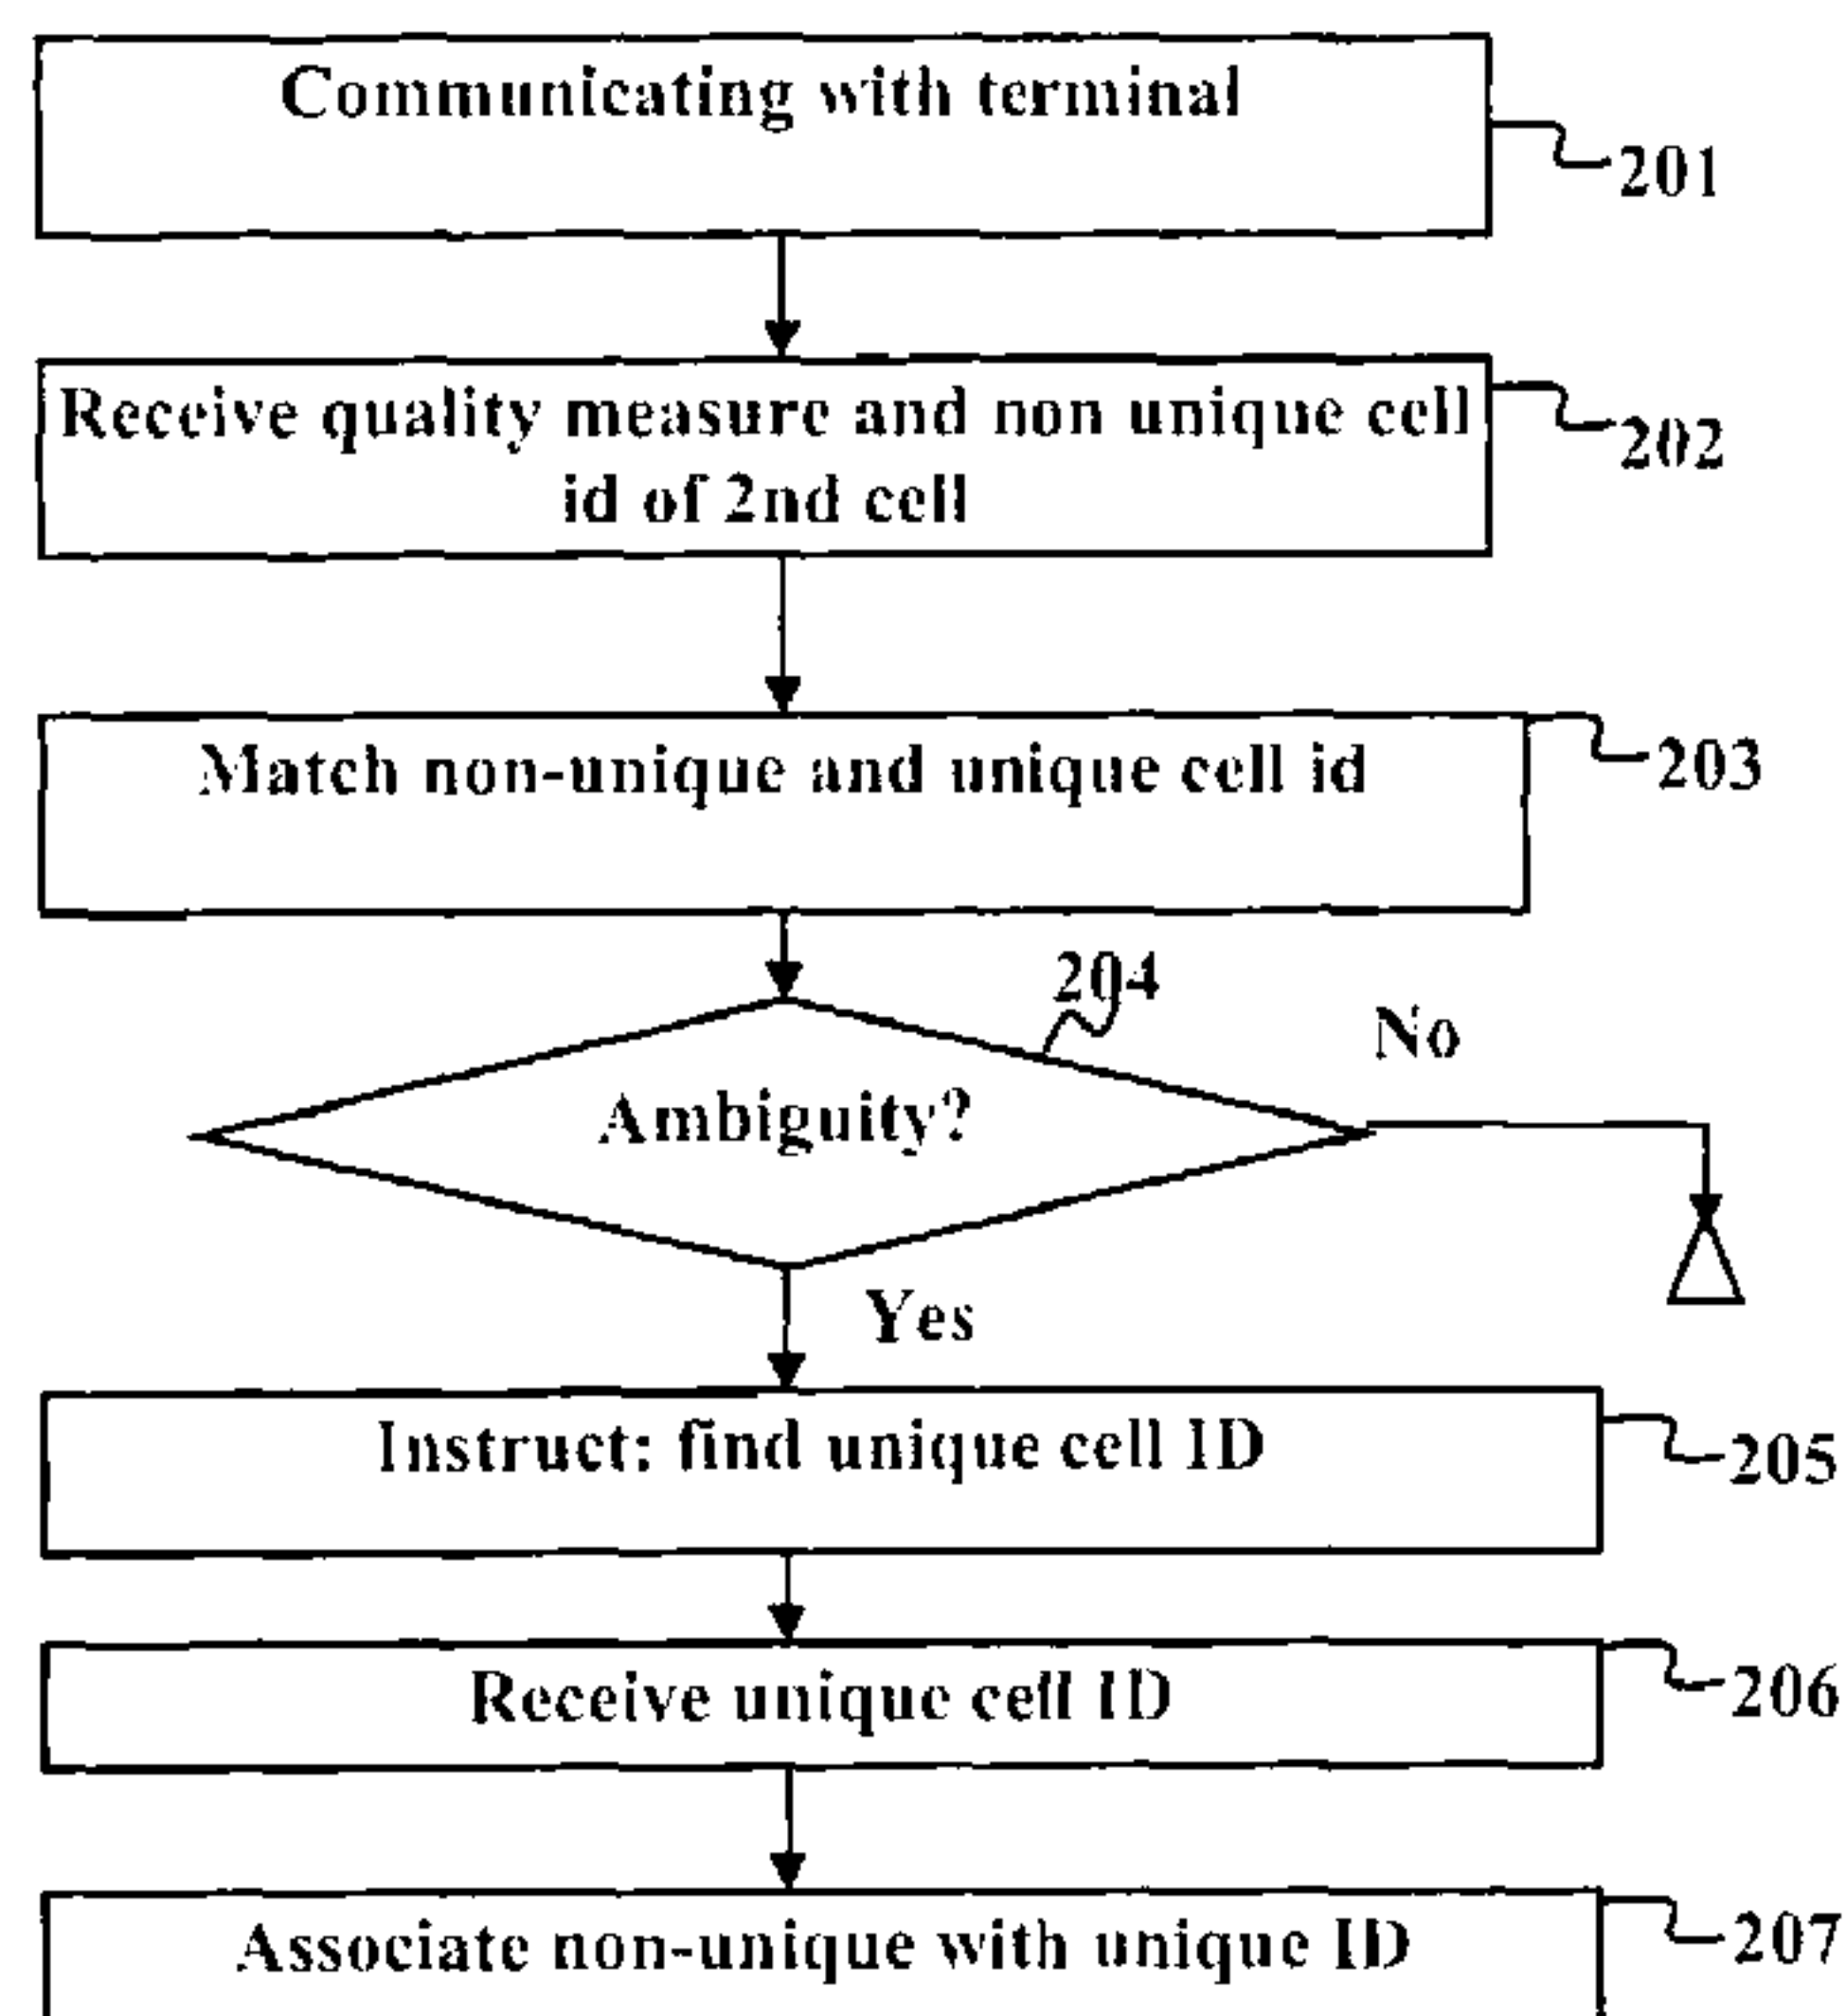 Communicating with terminal
201
Receive quality measure and non unique cell
id of 2nd cell
202
Match non-unique and unique cell id
203
204
No
Ambiguity?
Yes
Instruct: find unique cell ID
205
Receive unique cell ID
206
Associate non-unique with unique ID
207